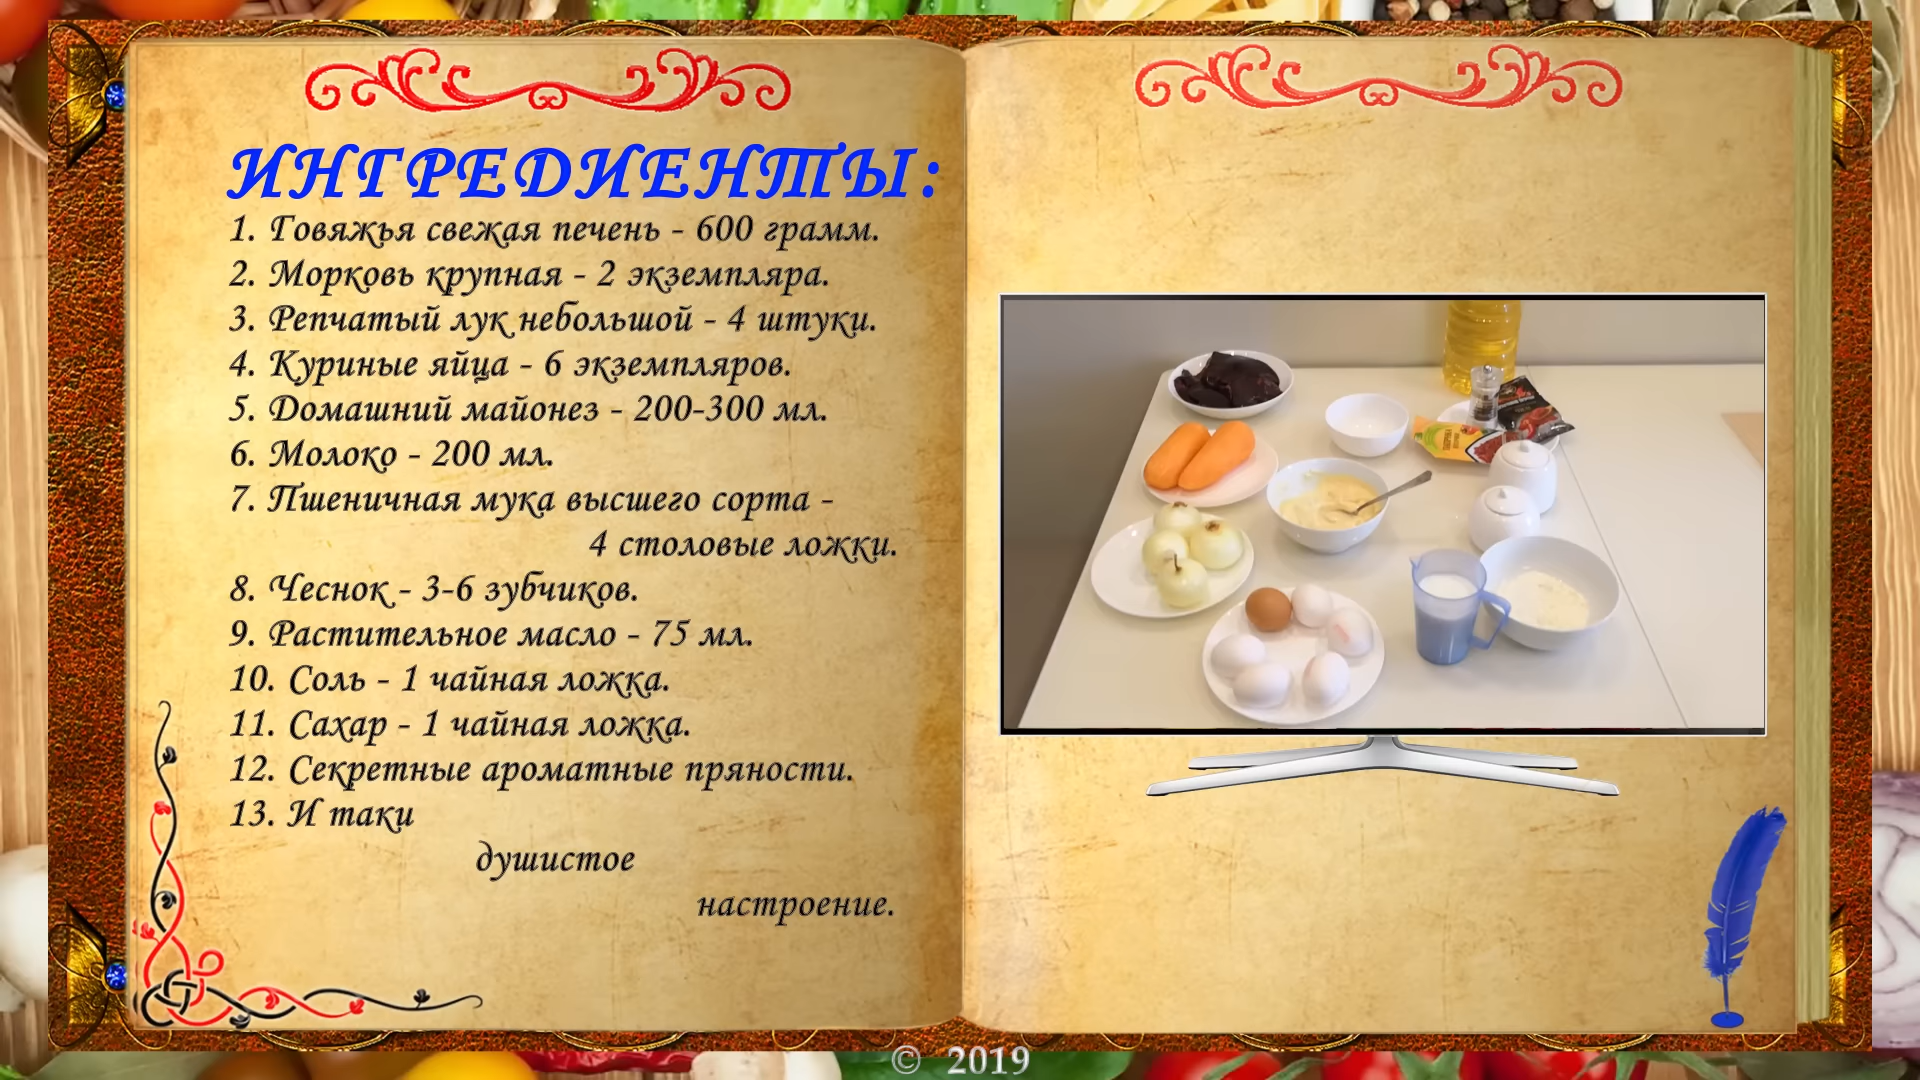 ИНГРЕДИЕНТЫ:
1. Говяжья свежая печень - 600 грамм.
2. Морковь крупная - 2 экземпляра.
3. Репчатый лук небольшой - 4 штуки.
4. Куриные яйца - 6 экземпляров.
5. Домашний майонез - 200-300 мл.
6. Молоко - 200 мл.
7. Пшеничная мука высшего сорта -
4 столовые ложки.
8. Чеснок - 3-6 зубчиков.
9. Растительное масло - 75 мл.
10. Соль - 1 чайная ложка.
11. Сахар - 1 чайная ложка.
12. Секретные ароматные пряности.
13. И таки
душистое
настроение.
© 2019